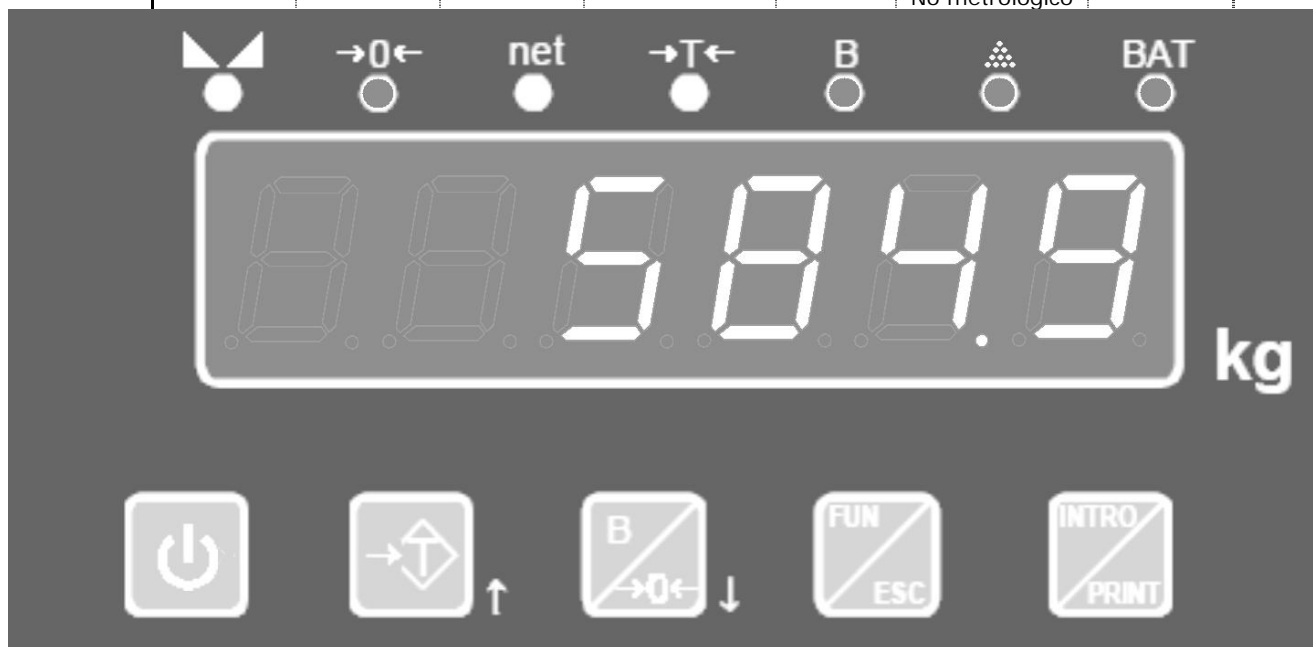 No metrológico
→0← net →T← B BAT
584.9
kg
→T ↑
B →0← ↓
FUN ESC
INTRO PRINT